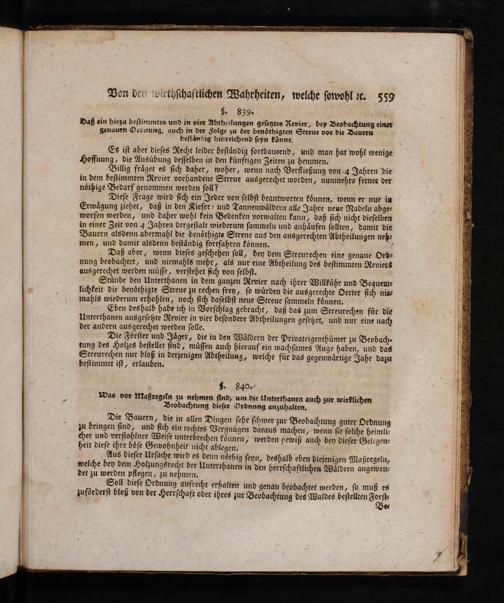 Von den wirthschaftlichen Wahrheiten, welche sowohl ꝛc. 559
§. 839.
Daß ein hierzu bestimmtes und in vier Abtheilungen gesetztes Revier, bey Beobachtung einer
genauen Ordnung, auch in der Folge zu der benöthigten Streue vor die Bauern
beständig hinreichend seyn könne.
Es ist aber dieses Recht leider beständig fortdauernd, und man hat wohl wenige
Hoffnung, die Ausübung desselben in den künftigen Zeiten zu hemmen.
Billig fräget es sich daher, woher, wenn nach Verfliessung von 4 Jahren die
in dem bestimmten Revier vorhandene Streue ausgerechet worden, nunmehro ferner der
nöthige Bedarf genommen werden soll?
Diese Frage wird sich ein Jeder von selbst beantworten können, wenn er nur in
Erwägung ziehet, daß in den Kiefer- und Tannenwäldern alle Jahre neue Nadeln abge-
worfen werden, und daher wohl kein Bedenken vorwalten kann, daß sich nicht dieselben
in einer Zeit von 4 Jahren dergestalt wiederum sammeln und anhäufen sollten, damit die
Bauern alsdenn abermahl die benöthigte Streue aus den ausgerechten Abtheilungen neh-
men, und damit alsdenn beständig fortfahren können.
Daß aber, wenn dieses geschehen soll, bey dem Streurechen eine genaue Ord-
nung beobachtet, und niewahls mehr, als nur eine Abtheilung des bestimmten Reviers
ausgerechet werden müsse, verstehet sich von selbst.
Stünde den Unterthanen in dem ganzen Revier nach ihrer Willkühr und Bequem-
lichkeit die benöthigte Streue zu rechen frey, so würden die ausgerechte Oerter sich nie-
mahls wiederum erhohlen, noch sich daselbst neue Streue sammeln können.
Eben deshalb habe ich in Vorschlag gebracht, daß das zum Streurechen für die
Unterthanen ausgesetzte Revier in vier besondere Abtheilungen gesetzet, und nur eine nach
der andern ausgerechet werden solle.
Die Förster und Jäger, die in den Wäldern der Privateigenthümer zu Beobach-
tung des Holzes bestellet sind, müssen auch hierauf ein wachsames Auge haben, und das
Streurechen nur bloß in derjenigen Abtheilung, welche für das gegenwärtige Jahr dazu
bestimmet ist, erlauben.
§. 840.
Was vor Maßregeln zu nehmen sind, um die Unterthanen auch zur wirklichen
Beobachtung dieser Ordnung anzuhalten.
Die Bauern, die in allen Dingen sehr schwer zur Beobachtung guter Ordnung
zu bringen sind, und sich ein rechtes Vergnügen daraus machen, wenn sie solche heimli-
cher und verstohlner Weise unterbrechen können, werden gewiß auch bey dieser Gelegen-
heit diese ihre böse Gewohnheit nicht ablegen.
Aus dieser Ursache wird es denn nöthig seyn, deshalb eben diejenigen Maßregeln,
welche bey dem Holzungsrecht der Unterthanen in den herrschaftlichen Wäldern angewen-
det zu werden pflegen, zu nehmen.
Soll diese Ordnung aufrecht erhalten und genau beobachtet werden, so muß es
zuförderst bloß von der Herrschaft oder ihres zur Beobachtung des Waldes bestellten Forst-
Be-